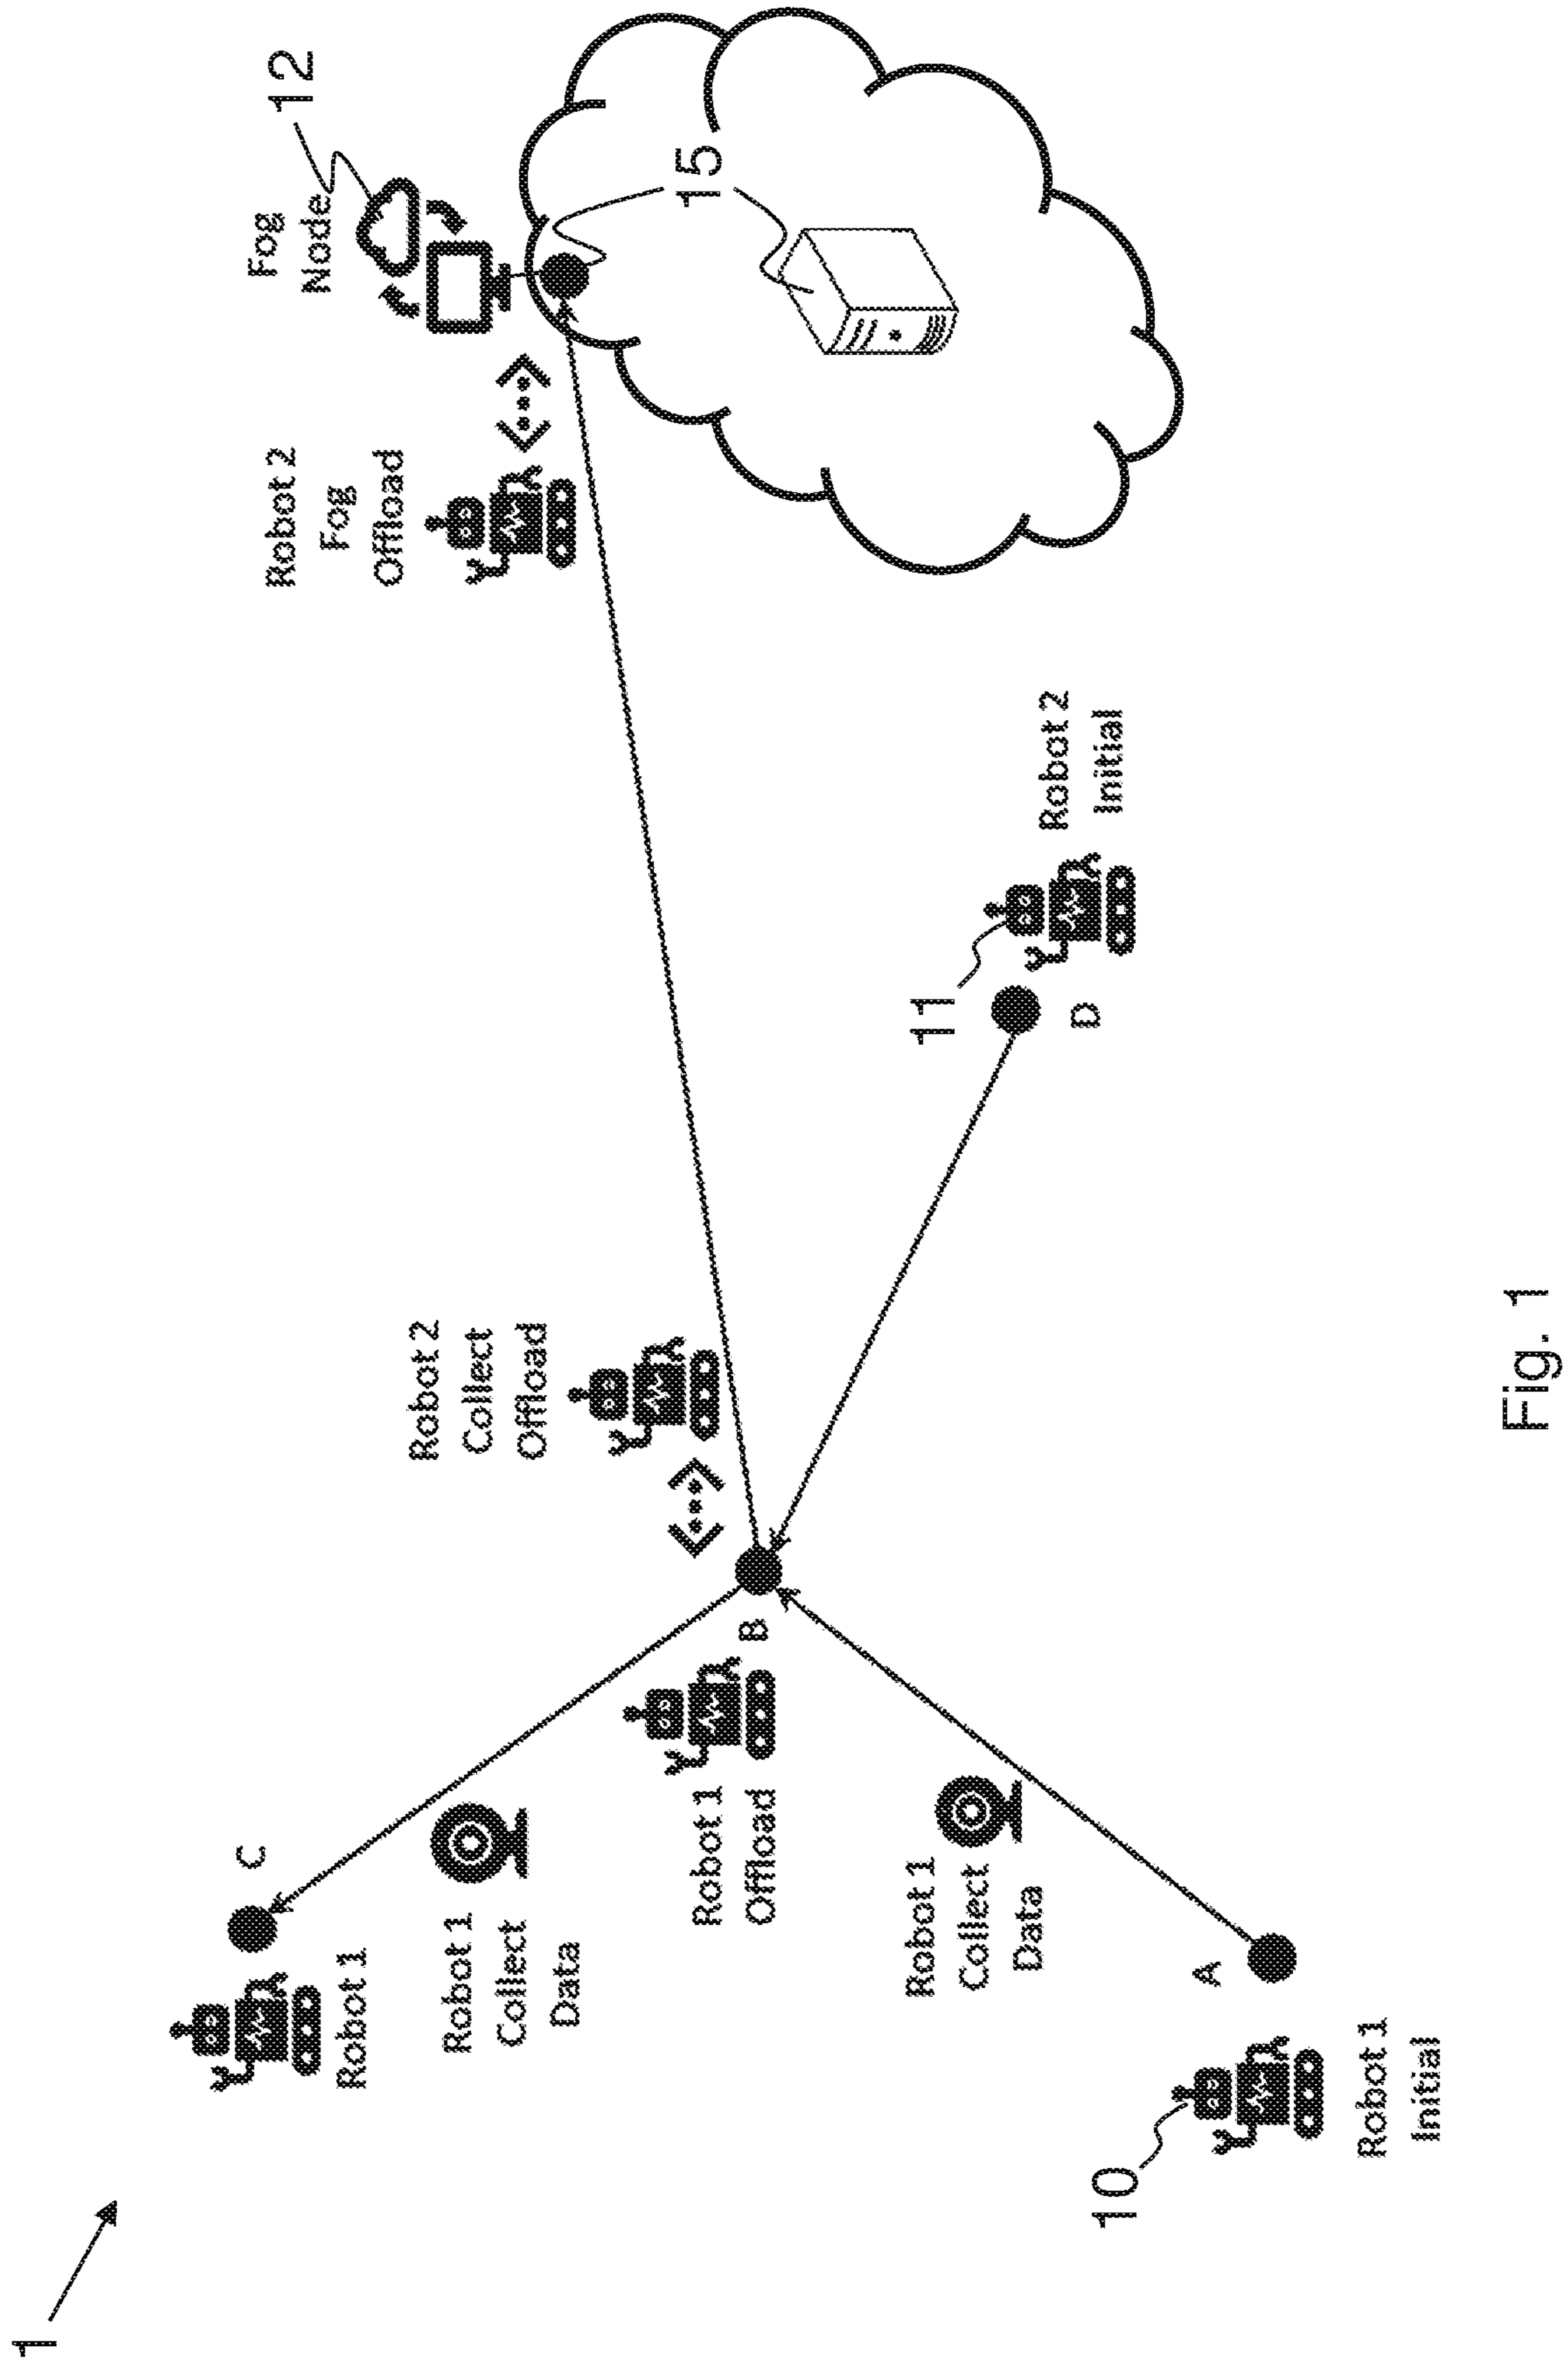 1
Robot 1
C
Robot 1
Collect
Data
Robot 1
Offload
B
Robot 2
Collect
Offload
Robot 2
Fog
Offload
Fog
Node
12
15
Robot 1
Collect
Data
11
D
Robot 2
Initial
A
10
Robot 1
Initial
Fig. 1